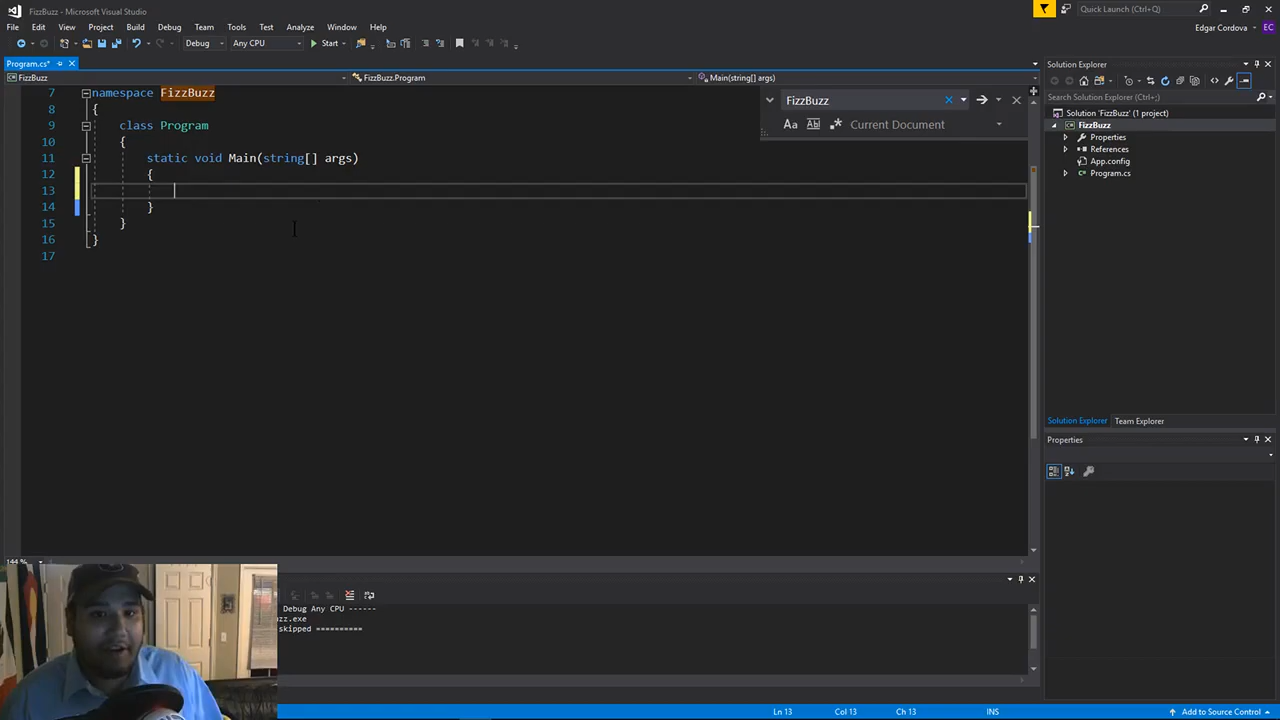 FizzBuzz - Microsoft Visual Studio
Quick Launch (Ctrl+Q)
File Edit View Project Build Debug Team Tools Test Analyze Window Help
Edgar Cordova EC
Debug Any CPU Start
Program.cs*
FizzBuzz FizzBuzz.Program Main(string[] args)
7 namespace FizzBuzz
8 {
9 class Program
10 {
11 static void Main(string[] args)
12 {
13
14 }
15 }
16 }
17
FizzBuzz
Aa Ab .* Current Document
Solution Explorer
Search Solution Explorer (Ctrl+;)
Solution 'FizzBuzz' (1 project)
FizzBuzz
Properties
References
App.config
Program.cs
Solution Explorer Team Explorer
Properties
144 %
Debug Any CPU ------
zz.exe
skipped ==========
Ln 13 Col 13 Ch 13 INS Add to Source Control